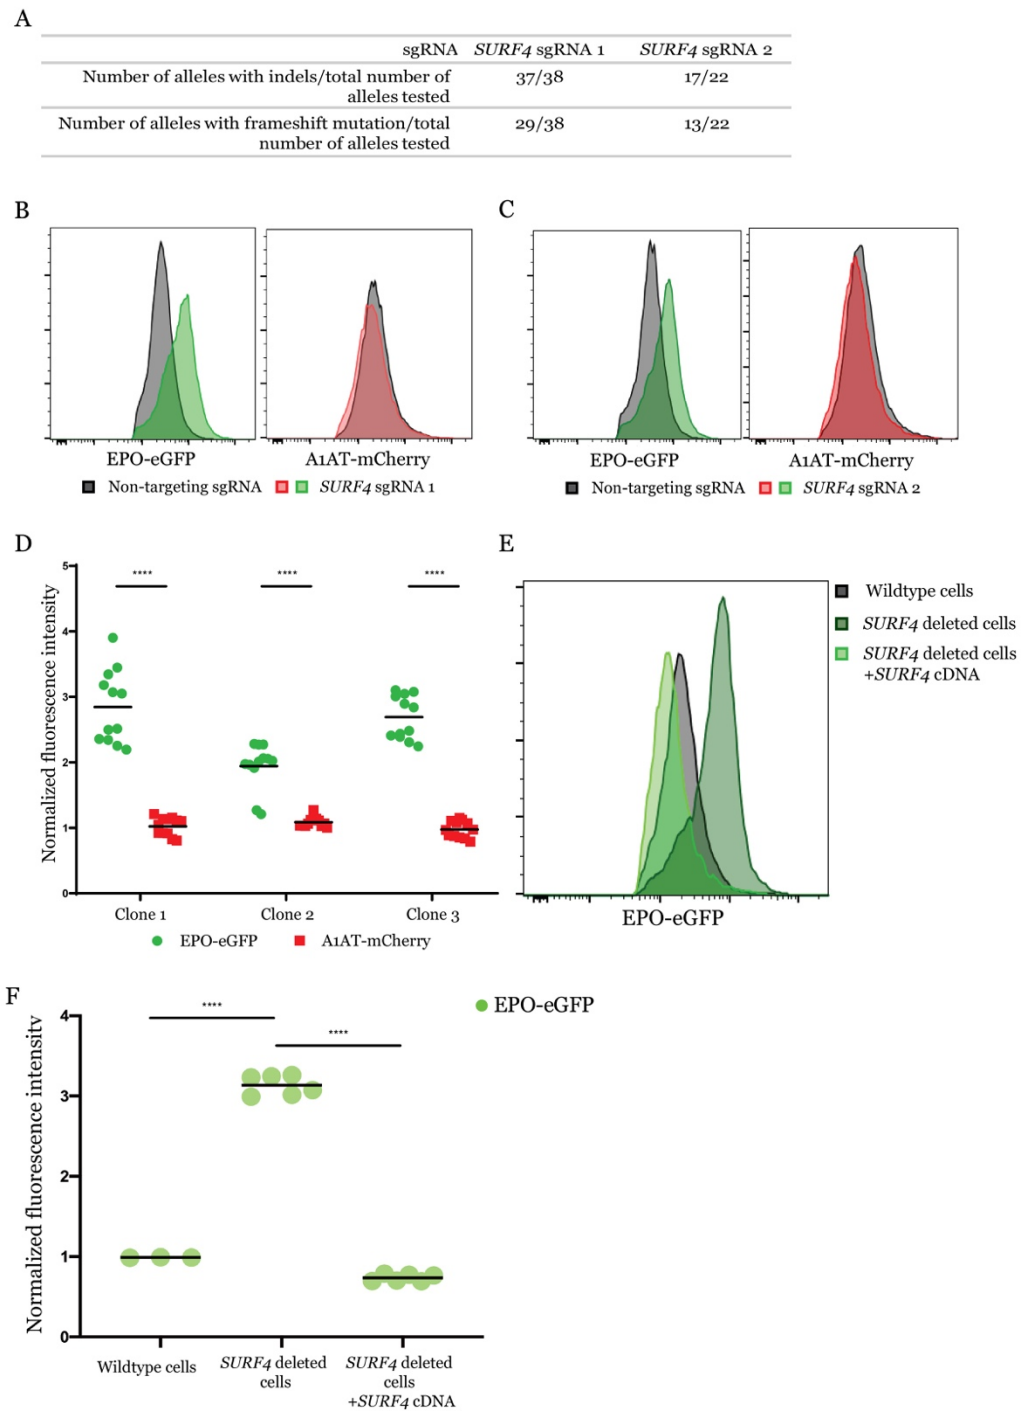 A
sgRNA SURF4 sgRNA 1 SURF4 sgRNA 2
Number of alleles with indels/total number of
alleles tested
37/38 17/22
Number of alleles with frameshift mutation/total
number of alleles tested
29/38 13/22
B
C
EPO-eGFP
A1AT-mCherry
Non-targeting sgRNA
SURF4 sgRNA 1
EPO-eGFP
A1AT-mCherry
Non-targeting sgRNA
SURF4 sgRNA 2
D
Normalized fluorescence intensity
5
4
3
2
1
0
****
****
****
Clone 1
Clone 2
Clone 3
EPO-eGFP
A1AT-mCherry
E
Wildtype cells
SURF4 deleted cells
SURF4 deleted cells
+SURF4 cDNA
EPO-eGFP
F
Normalized fluorescence intensity
4
3
2
1
0
****
****
EPO-eGFP
Wildtype cells
SURF4 deleted
cells
SURF4 deleted
cells
+SURF4 cDNA